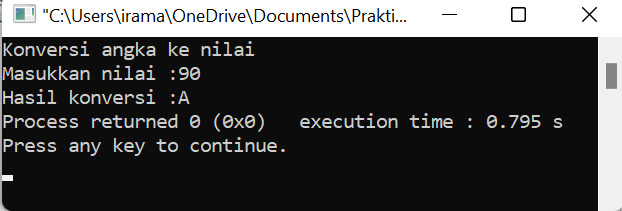 "C:\Users\irama\OneDrive\Documents\Prakti...
Konversi angka ke nilai
Masukkan nilai :90
Hasil konversi :A
Process returned 0 (0x0)   execution time : 0.795 s
Press any key to continue.